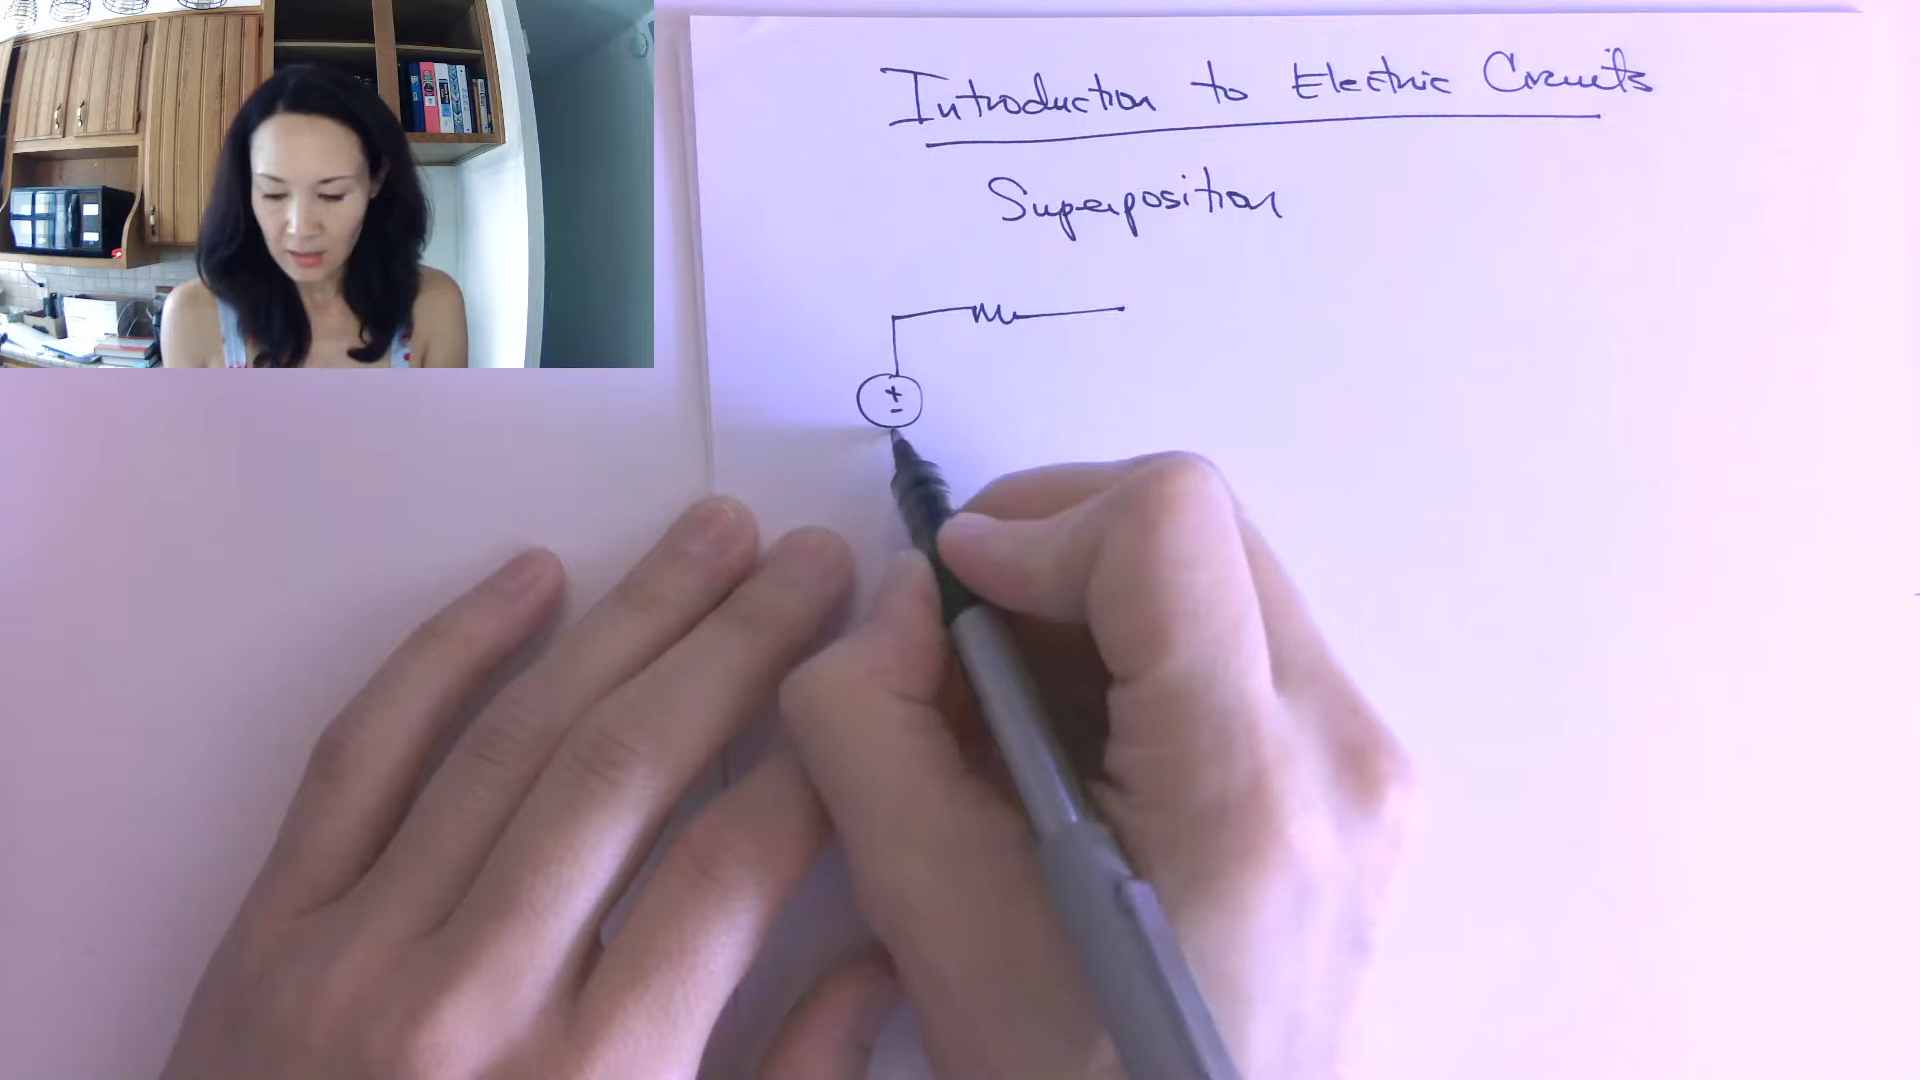 Introduction to Electric Circuits
Superposition
+
-